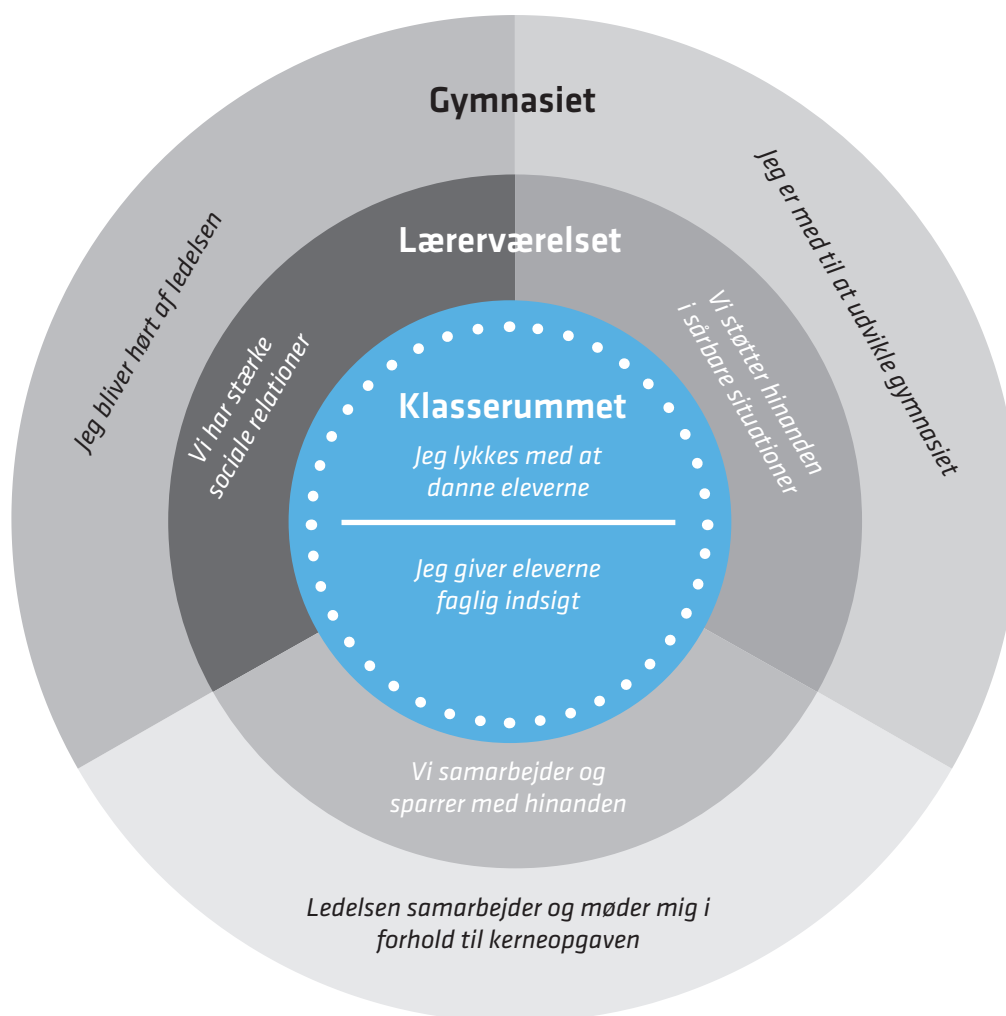 Gymnasiet
Jeg bliver hørt af ledelsen
Jeg er med til at udvikle gymnasiet
Lærerværelset
Vi har stærke
sociale relationer
Vi støtter hinanden
i sårbare situationer
Klasserummet
Jeg lykkes med at
danne eleverne
Jeg giver eleverne
faglig indsigt
Vi samarbejder og
sparrer med hinanden
Ledelsen samarbejder og møder mig i
forhold til kerneopgaven